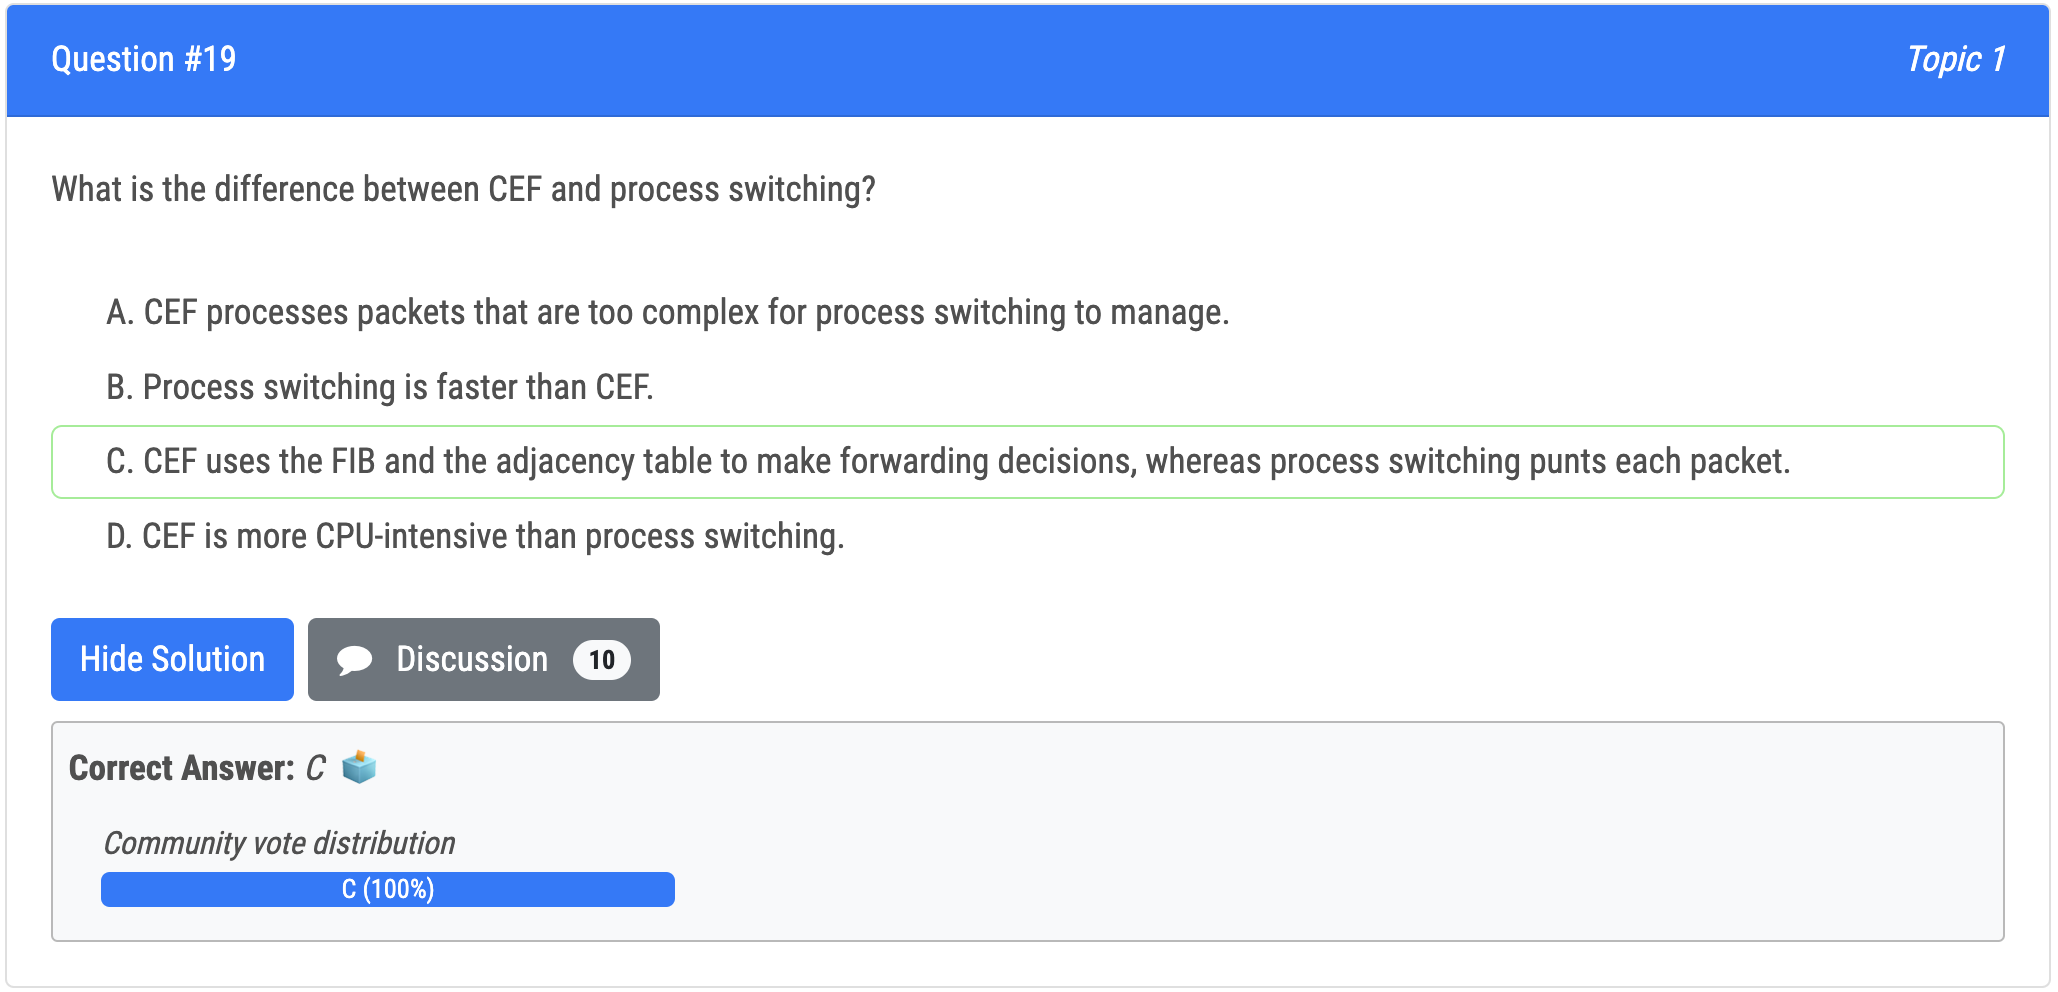 Question #19
Topic 1
What is the difference between CEF and process switching?
A. CEF processes packets that are too complex for process switching to manage.
B. Process switching is faster than CEF.
C. CEF uses the FIB and the adjacency table to make forwarding decisions, whereas process switching punts each packet.
D. CEF is more CPU-intensive than process switching.
Hide Solution
Discussion 10
Correct Answer: C
Community vote distribution
C (100%)